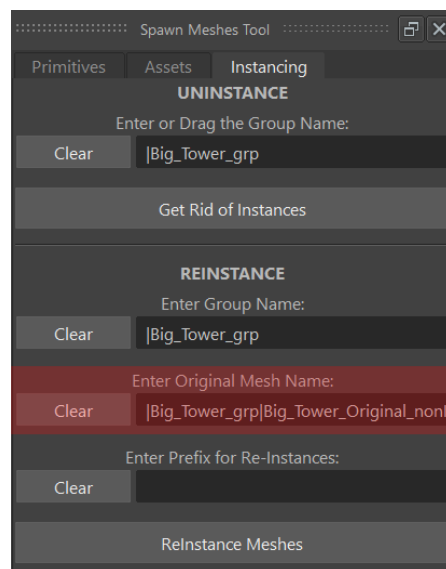 Spawn Meshes Tool
Primitives Assets Instancing
UNINSTANCE
Enter or Drag the Group Name:
Clear |Big_Tower_grp
Get Rid of Instances
REINSTANCE
Enter Group Name:
Clear |Big_Tower_grp
Enter Original Mesh Name:
Clear |Big_Tower_grp|Big_Tower_Original_non
Enter Prefix for Re-Instances:
Clear
ReInstance Meshes